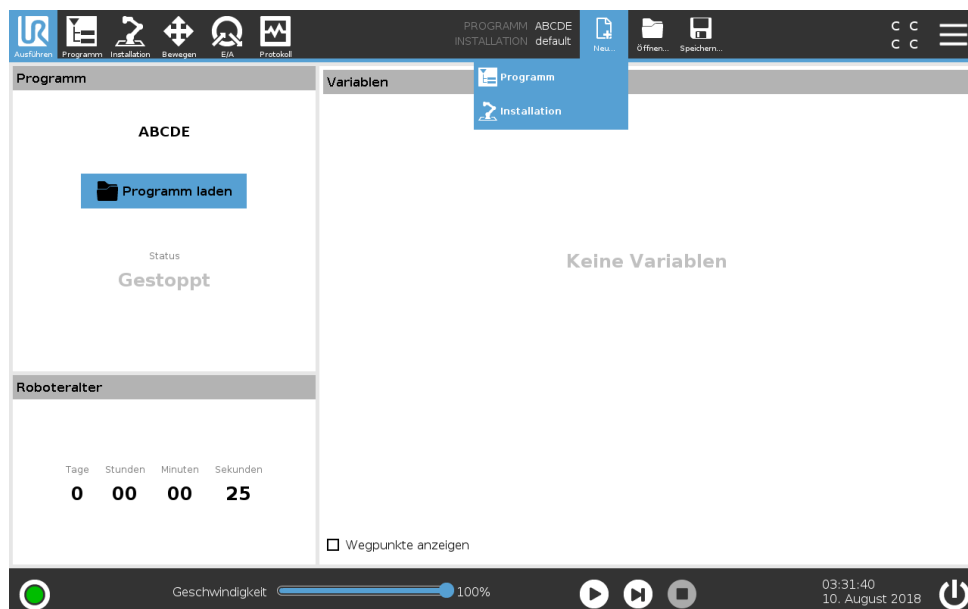 UR
PROGRAMM ABCDE
INSTALLATION default
Ausführen Programm Installation Bewegen E/A Protokoll
Neu... Öffnen... Speichern...
C C
C C
Programm
Installation
Programm
ABCDE
Programm laden
Status
Gestoppt
Variablen
Keine Variablen
Wegpunkte anzeigen
Roboteralter
Tage Stunden Minuten Sekunden
0 00 00 25
Geschwindigkeit 100%
03:31:40
10. August 2018